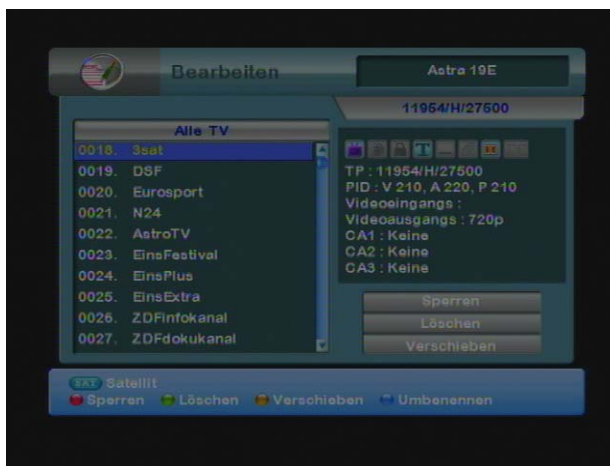 Bearbeiten
Astra 19E
11954/H/27500
Alle TV
0018. 3sat
0019. DSF
0020. Eurosport
0021. N24
0022. AstroTV
0023. EinsFestival
0024. EinsPlus
0025. EinsExtra
0026. ZDFinfokanal
0027. ZDFdokukanal
T
TP : 11954/H/27500
PID : V 210, A 220, P 210
Videoeingangs :
Videoausgangs : 720p
CA1 : Keine
CA2 : Keine
CA3 : Keine
Sperren
Löschen
Verschieben
SAT Satellit
Sperren Löschen Verschieben Umbenennen